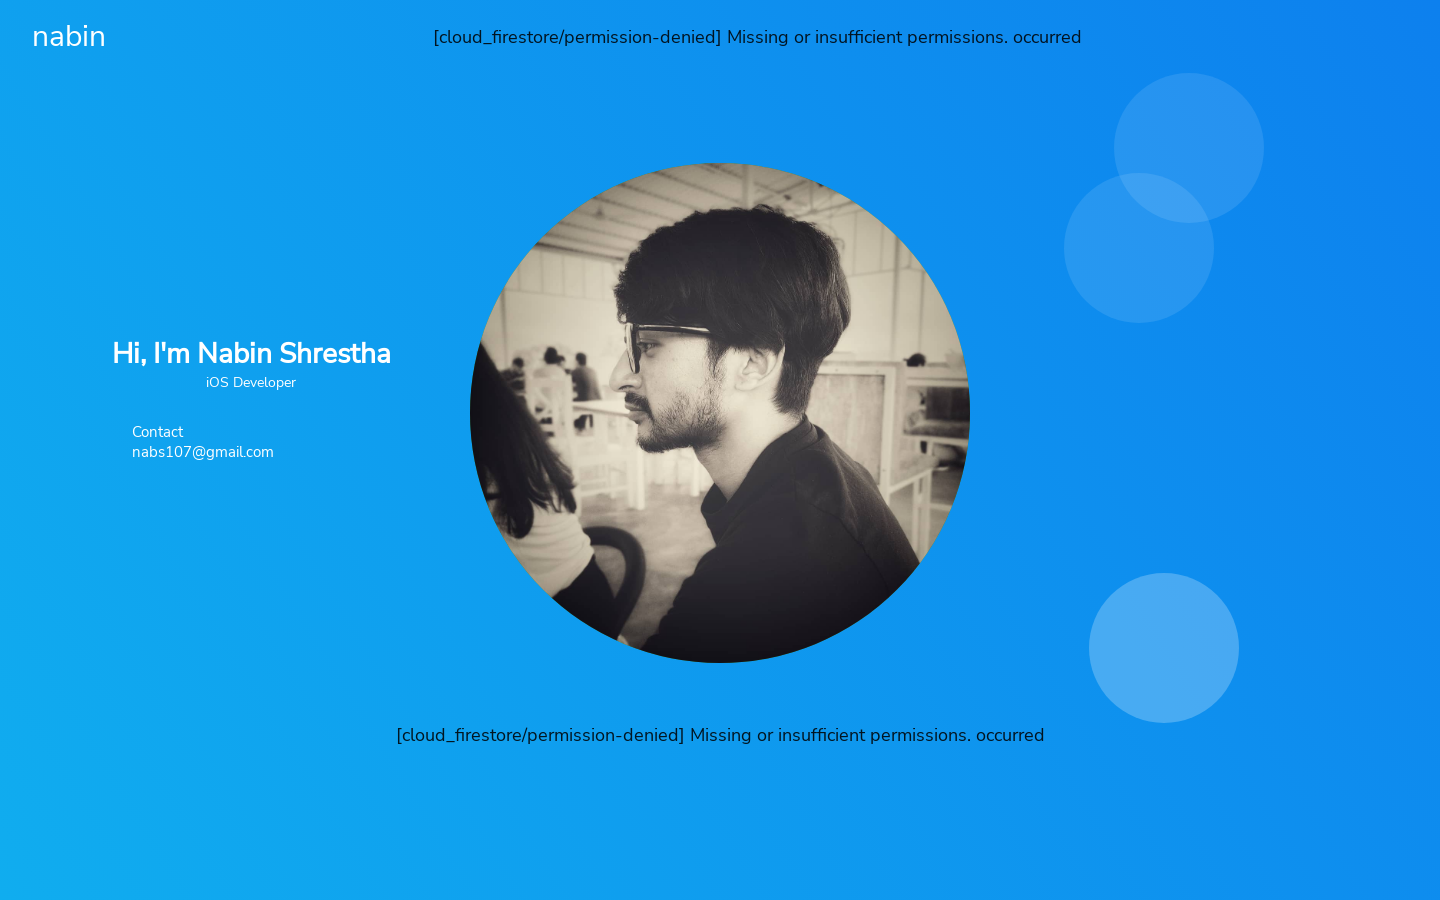 nabin
[cloud_firestore/permission-denied] Missing or insufficient permissions. occurred
Hi, I'm Nabin Shrestha
iOS Developer
Contact
nabs107@gmail.com
[cloud_firestore/permission-denied] Missing or insufficient permissions. occurred